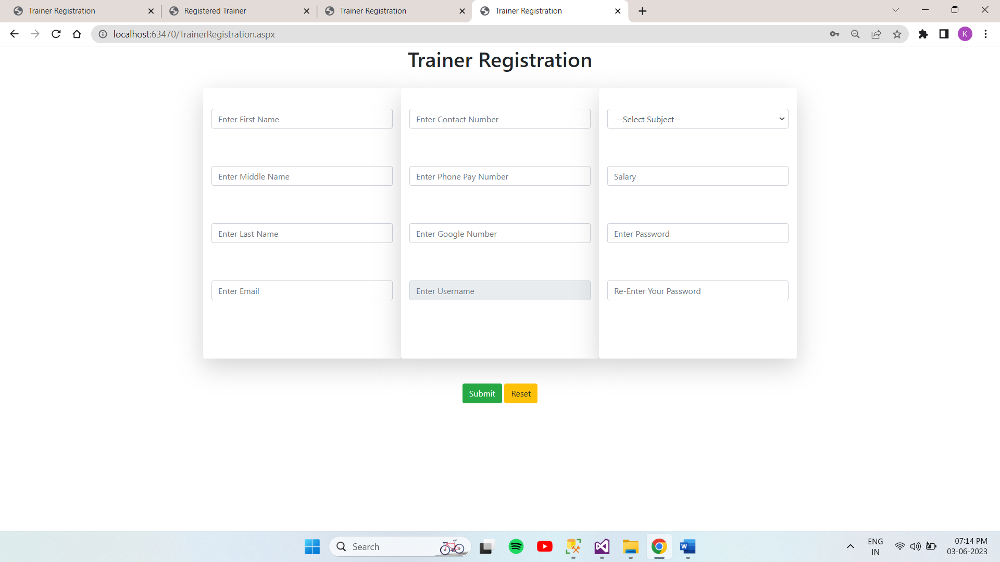 Trainer Registration
Registered Trainer
Trainer Registration
Trainer Registration
localhost:63470/TrainerRegistration.aspx
K
Trainer Registration
Enter First Name
Enter Contact Number
--Select Subject--
Enter Middle Name
Enter Phone Pay Number
Salary
Enter Last Name
Enter Google Number
Enter Password
Enter Email
Enter Username
Re-Enter Your Password
Submit
Reset
Search
W
ENG
IN
07:14 PM
03-06-2023